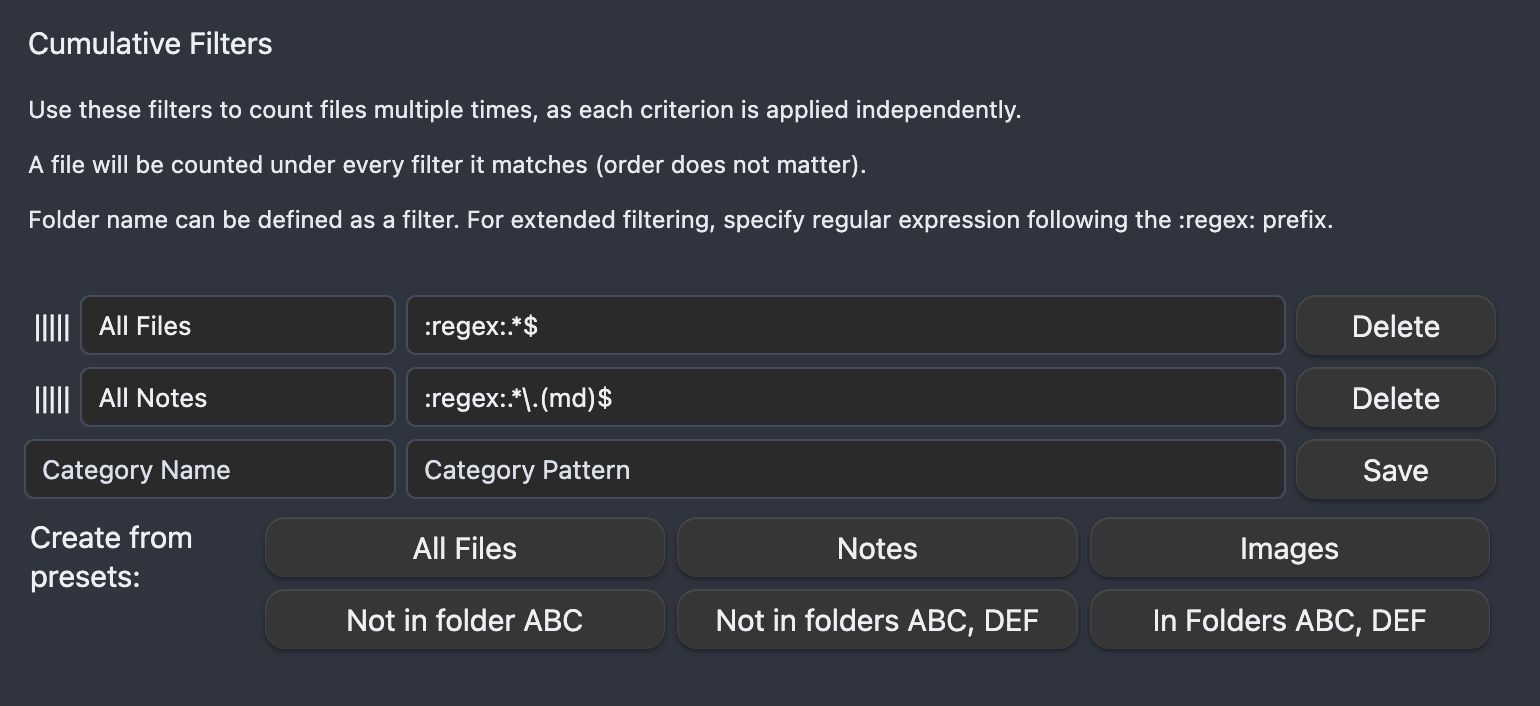 Cumulative Filters
Use these filters to count files multiple times, as each criterion is applied independently.
A file will be counted under every filter it matches (order does not matter).
Folder name can be defined as a filter. For extended filtering, specify regular expression following the :regex: prefix.
All Files :regex:.*$ Delete
All Notes :regex:.*\.(md)$ Delete
Category Name Category Pattern Save
Create from
presets:
All Files Notes Images
Not in folder ABC Not in folders ABC, DEF In Folders ABC, DEF